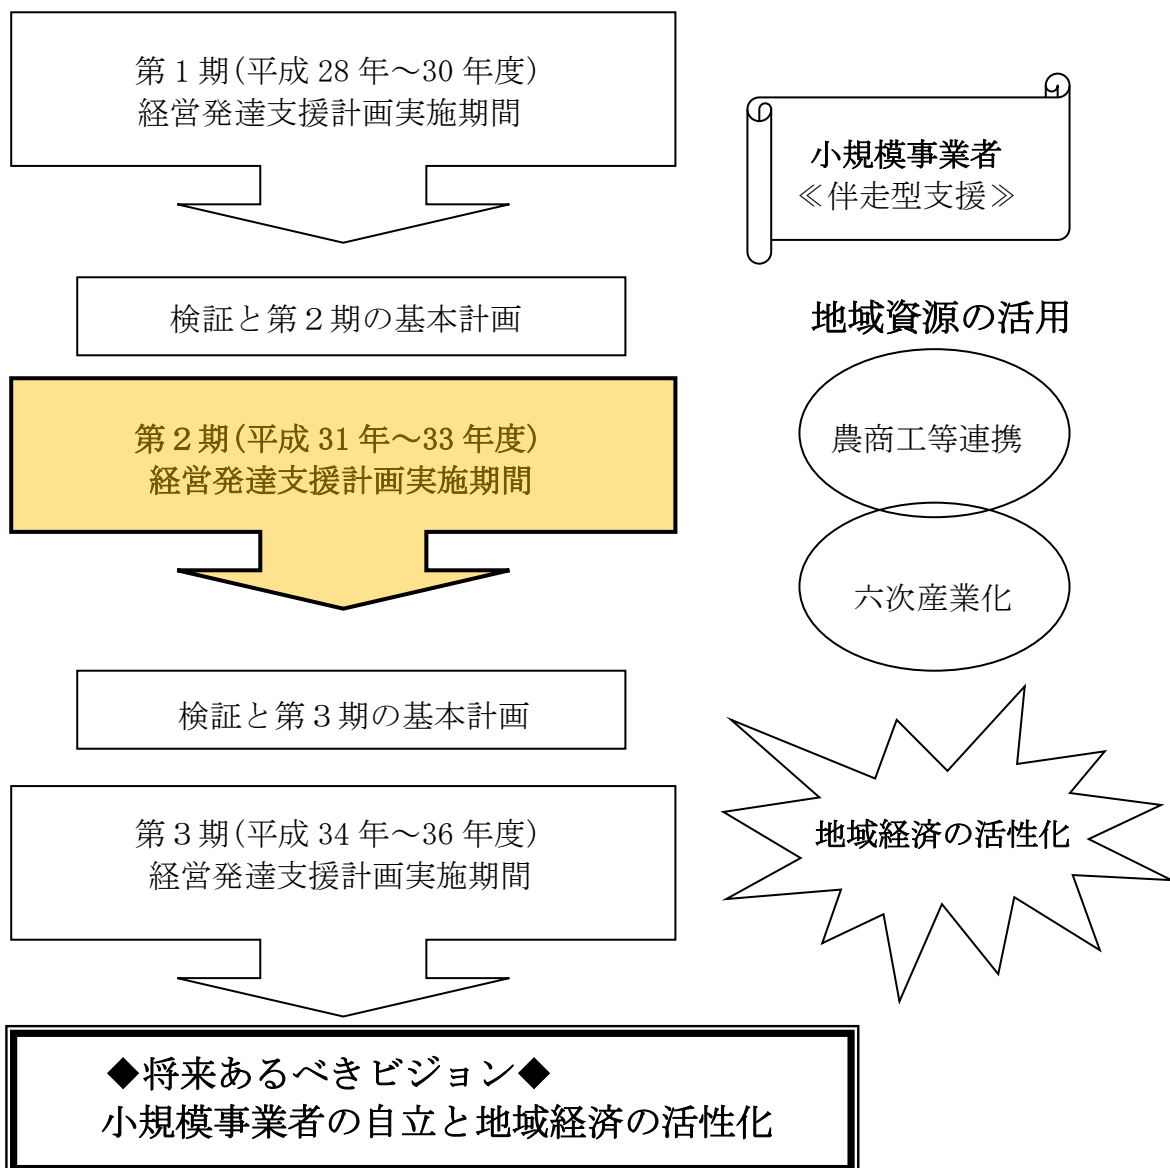 第１期(平成 28 年～30 年度)
経営発達支援計画実施期間
検証と第２期の基本計画
第２期(平成 31 年～33 年度)
経営発達支援計画実施期間
検証と第３期の基本計画
第３期(平成 34 年～36 年度)
経営発達支援計画実施期間
◆将来あるべきビジョン◆
小規模事業者の自立と地域経済の活性化
小規模事業者
≪伴走型支援≫
地域資源の活用
農商工等連携
六次産業化
地域経済の活性化